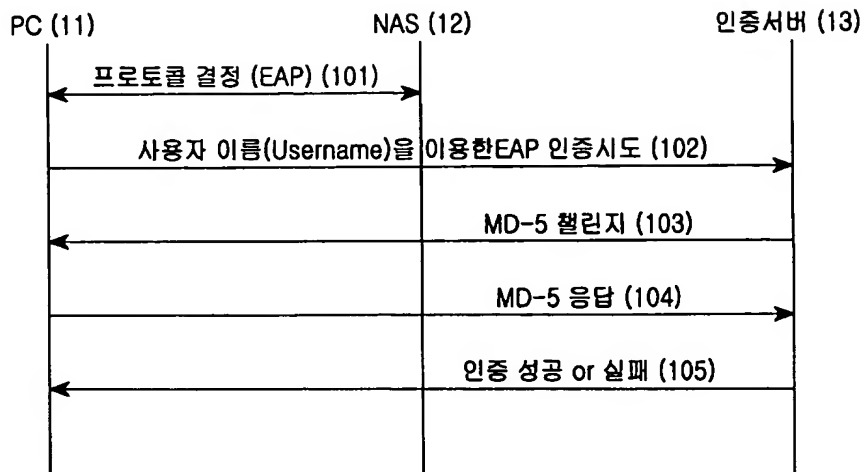 PC (11) NAS (12) 인증서버 (13)
프로토콜 결정 (EAP) (101)
사용자 이름(Username)을 이용한EAP 인증시도 (102)
MD-5 챌린지 (103)
MD-5 응답 (104)
인증 성공 or 실패 (105)